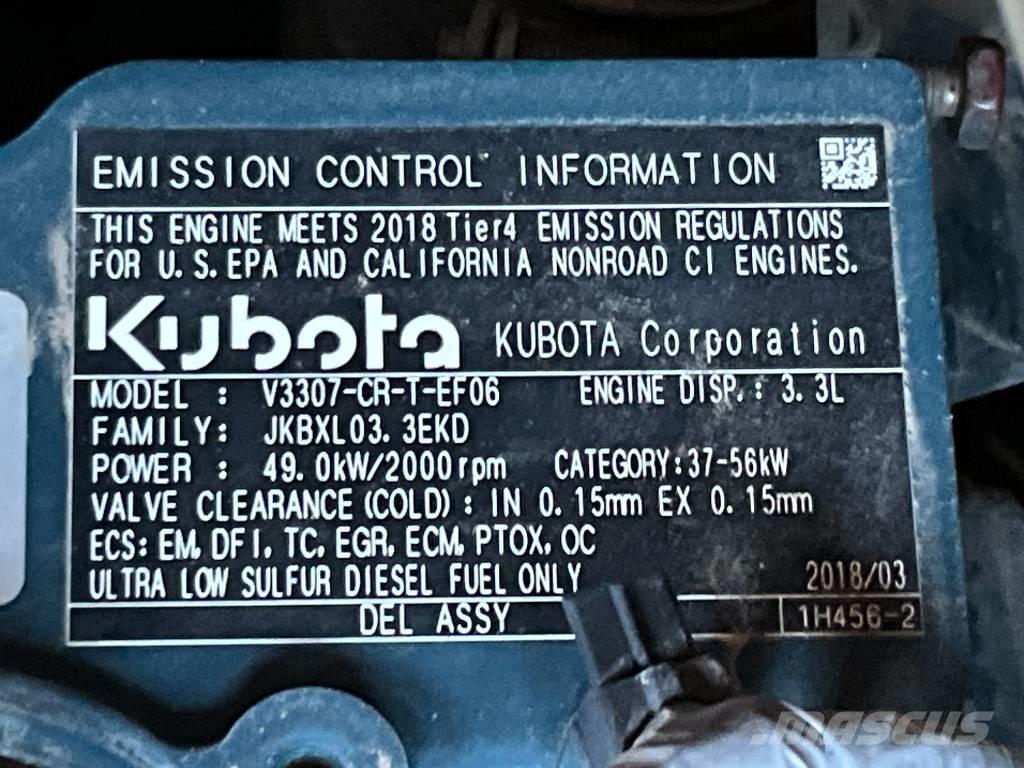 EMISSION CONTROL INFORMATION
THIS ENGINE MEETS 2018 Tier4 EMISSION REGULATIONS
FOR U.S.EPA AND CALIFORNIA NONROAD CI ENGINES.
Kubota KUBOTA Corporation
MODEL : V3307-CR-T-EF06 ENGINE DISP.: 3.3L
FAMILY: JKBXL03.3EKD
POWER : 49.0kW/2000rpm CATEGORY:37-56kW
VALVE CLEARANCE(COLD): IN 0.15mm EX 0.15mm
ECS: EM, DFI, TC, EGR, ECM, PTOX, OC
ULTRA LOW SULFUR DIESEL FUEL ONLY 2018/03
DEL ASSY 1H456-2
mascus